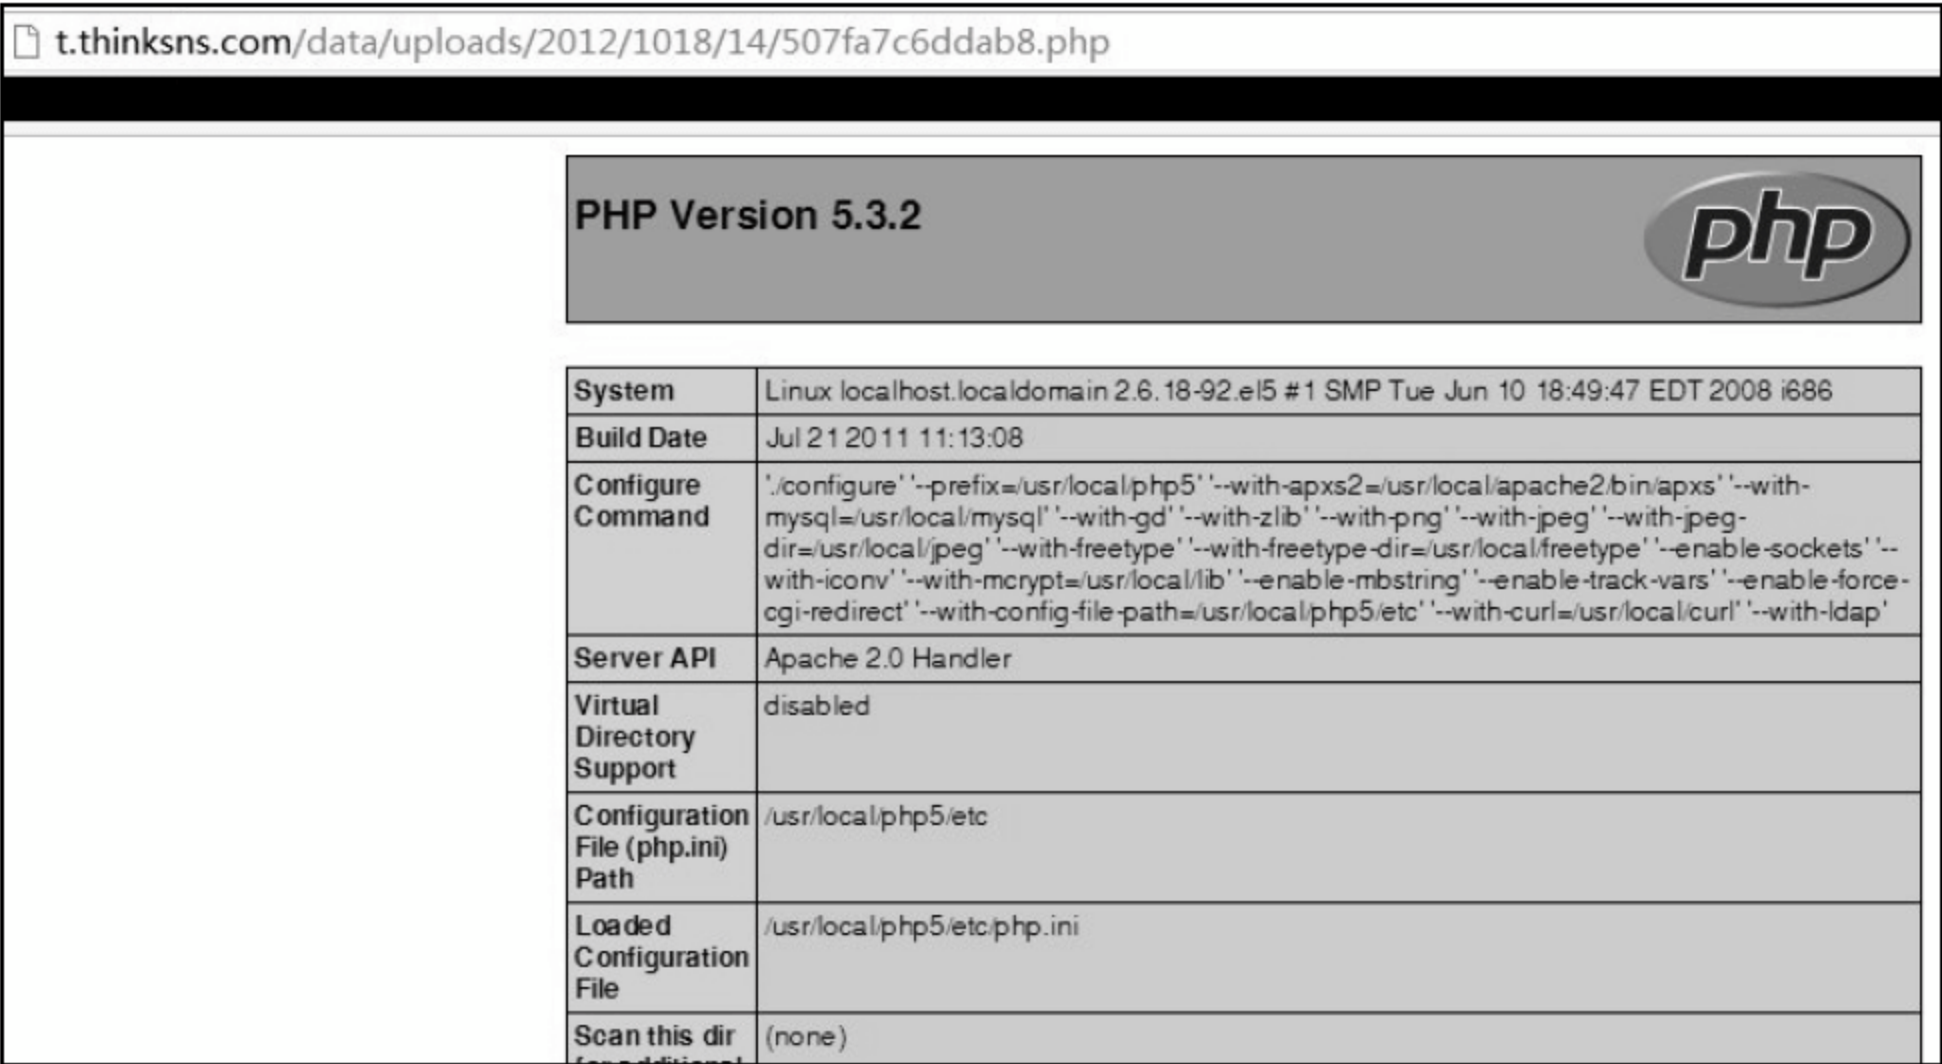 t.thinksns.com/data/uploads/2012/1018/14/507fa7c6ddab8.php
PHP Version 5.3.2
php
System
Linux localhost.localdomain 2.6.18-92.el5 #1 SMP Tue Jun 10 18:49:47 EDT 2008 i686
Build Date
Jul 21 2011 11:13:08
Configure
Command
'./configure' '--prefix=/usr/local/php5' '--with-apxs2=/usr/local/apache2/bin/apxs' '--with-
mysql=/usr/local/mysql' '--with-gd' '--with-zlib' '--with-png' '--with-jpeg' '--with-jpeg-
dir=/usr/local/jpeg' '--with-freetype' '--with-freetype-dir=/usr/local/freetype' '--enable-sockets' '--
with-iconv' '--with-mcrypt=/usr/local/lib' '--enable-mbstring' '--enable-track-vars' '--enable-force-
cgi-redirect' '--with-config-file-path=/usr/local/php5/etc' '--with-curl=/usr/local/curl' '--with-ldap'
Server API
Apache 2.0 Handler
Virtual
Directory
Support
disabled
Configuration
File (php.ini)
Path
/usr/local/php5/etc
Loaded
Configuration
File
/usr/local/php5/etc/php.ini
Scan this dir
(none)